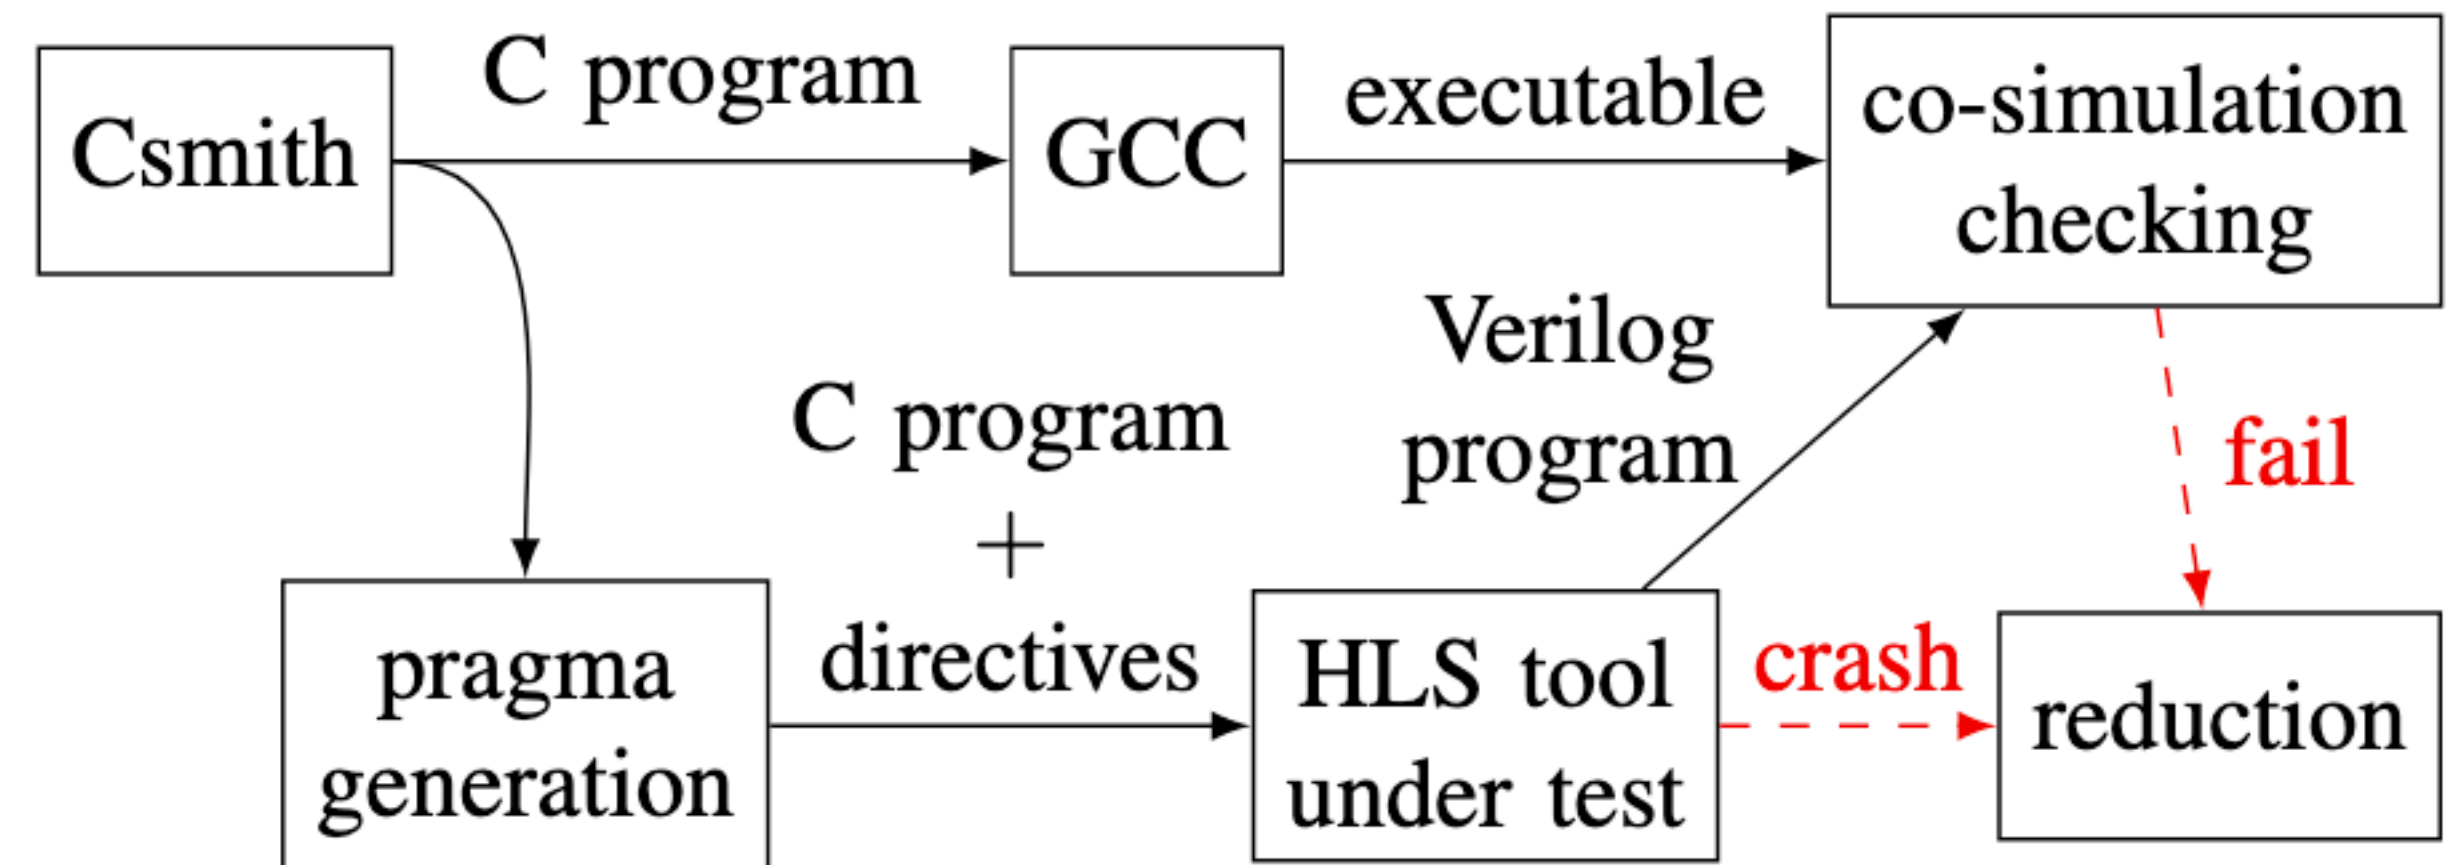 Csmith
C program
GCC
executable
co-simulation
checking
Verilog
program
C program
+
directives
fail
pragma
generation
HLS tool
under test
crash
reduction